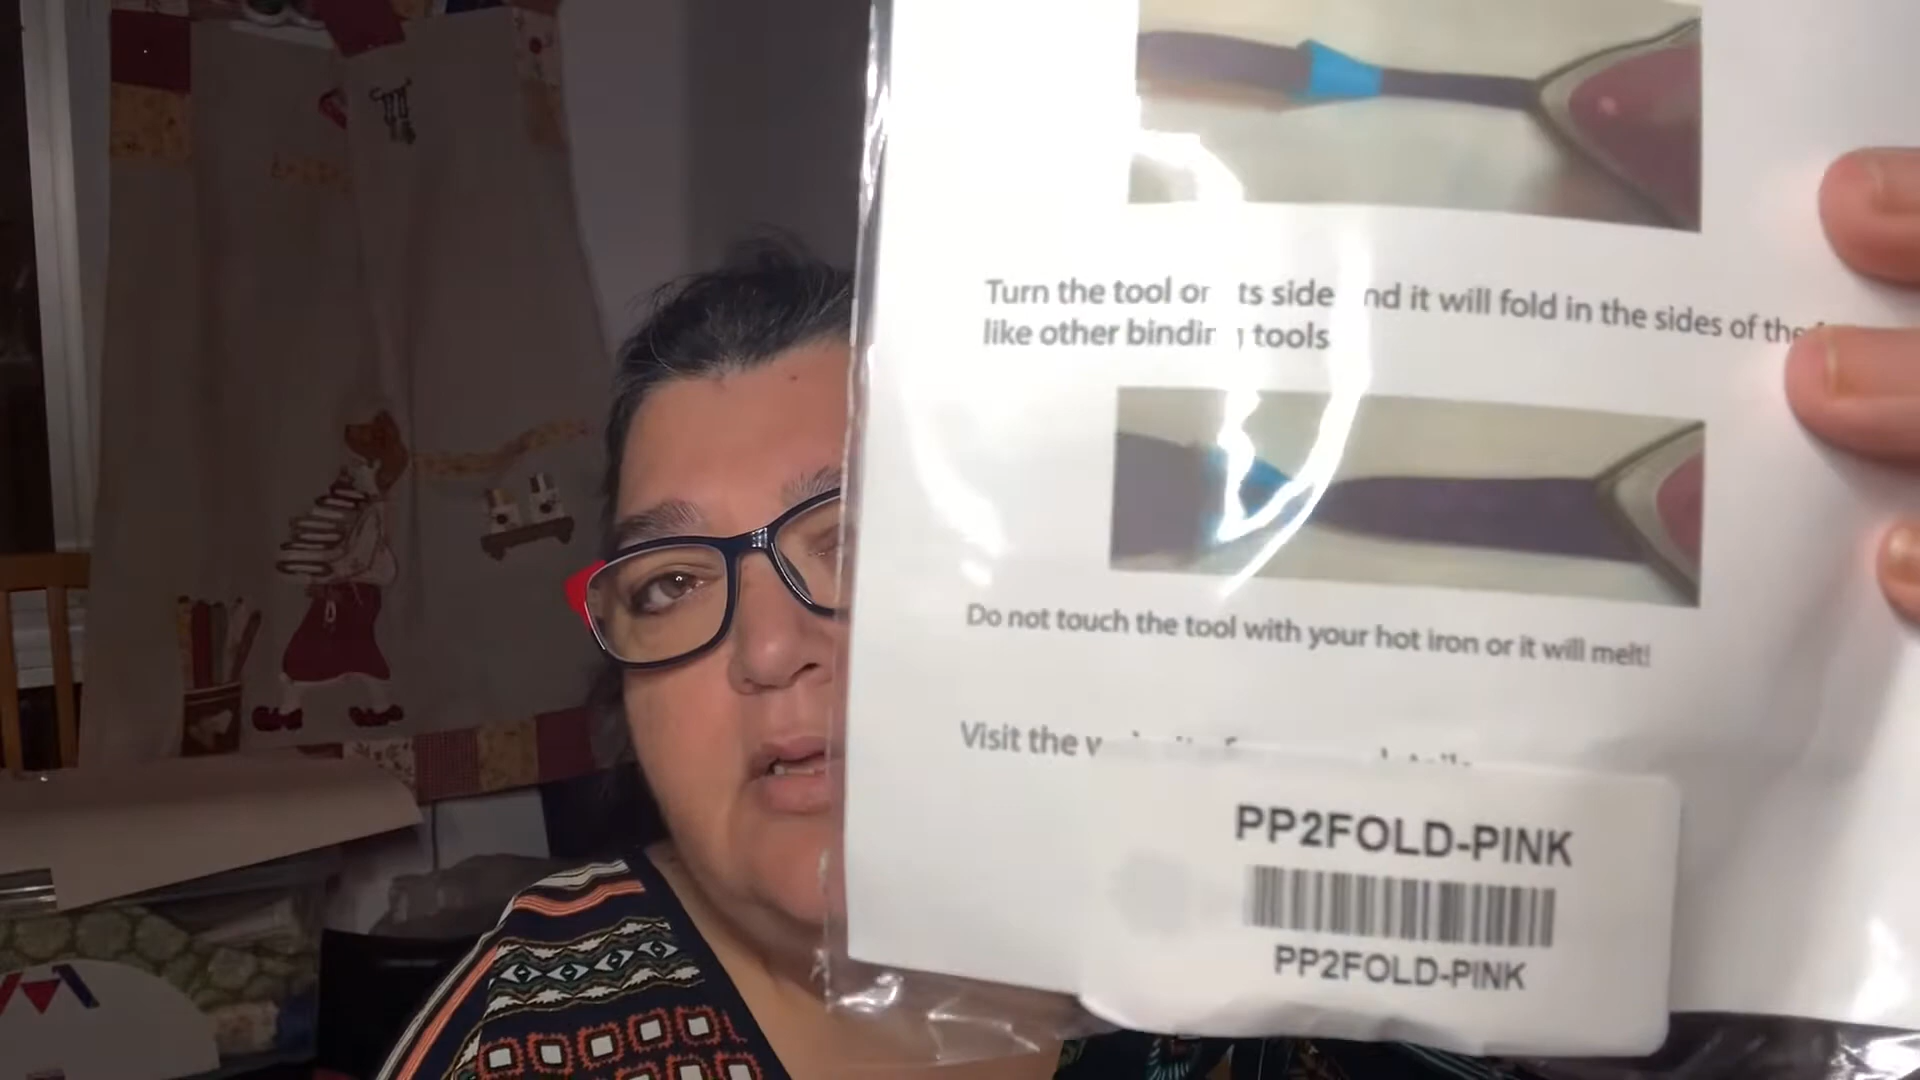 Turn the tool or ts side nd it will fold in the sides of the
like other bindin tools
Do not touch the tool with your hot iron or it will melt!
Visit the
PP2FOLD-PINK
PP2FOLD-PINK